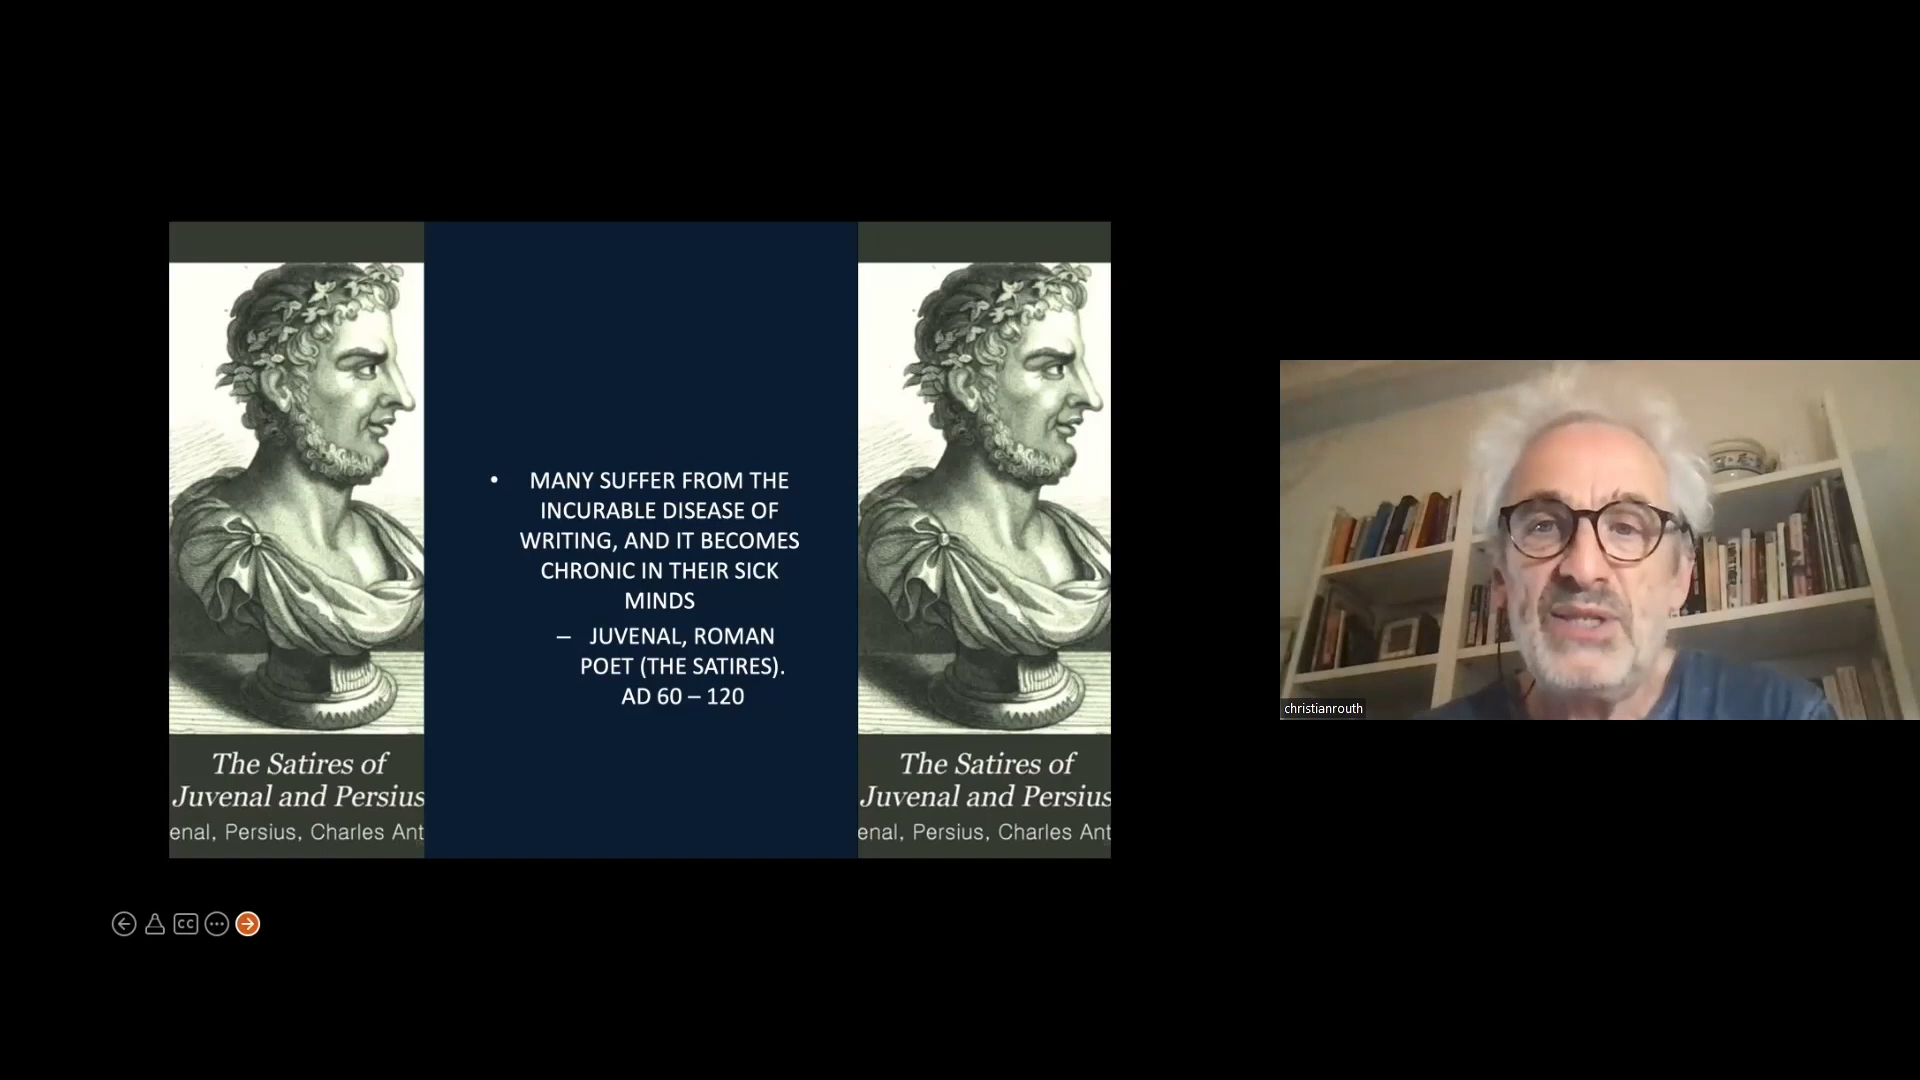 • MANY SUFFER FROM THE
INCURABLE DISEASE OF
WRITING, AND IT BECOMES
CHRONIC IN THEIR SICK
MINDS
– JUVENAL, ROMAN
POET (THE SATIRES).
AD 60 – 120
The Satires of
Juvenal and Persius
enal, Persius, Charles Ant
The Satires of
Juvenal and Persius
enal, Persius, Charles Ant
christianrouth
CC